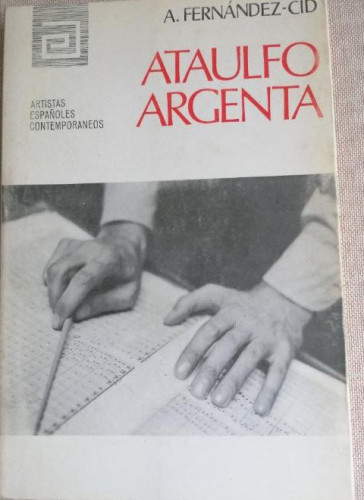 A. FERNÁNDEZ-CID
ATAULFO
ARGENTA
ARTISTAS
ESPAÑOLES
CONTEMPORANEOS